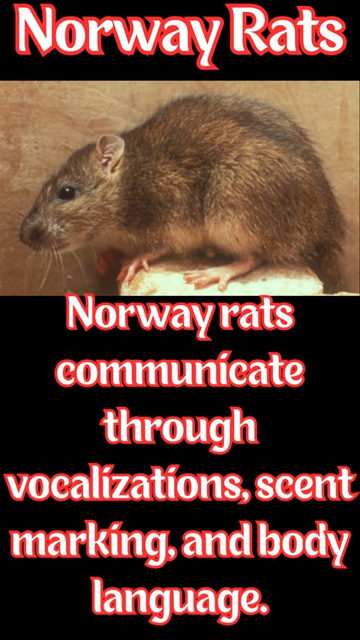 Norway Rats
Norway rats
communicate
through
vocalizations, scent
marking, and body
language.